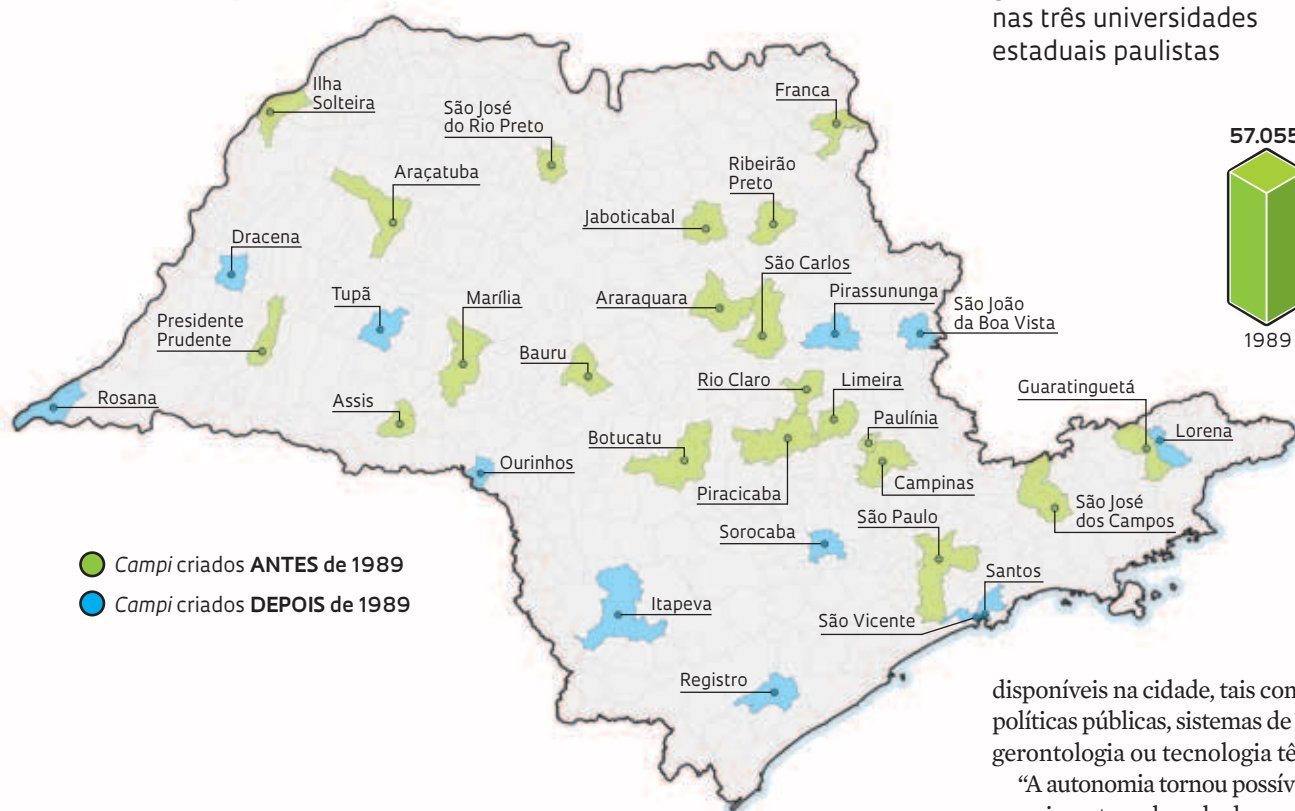 nas três universidades
estaduais paulistas
57.055
1989
Ilha
Solteira
São José
do Rio Preto
Franca
Araçatuba
Ribeirão
Preto
Jaboticabal
Dracena
São Carlos
Tupã
Marília
Araraquara
Pirassununga
São João
da Boa Vista
Presidente
Prudente
Bauru
Rio Claro
Limeira
Guaratinguetá
Rosana
Assis
Paulínia
Lorena
Botucatu
Ourinhos
Piracicaba
Campinas
São José
dos Campos
Sorocaba
São Paulo
Campi criados ANTES de 1989
Campi criados DEPOIS de 1989
Santos
Itapeva
São Vicente
Registro
disponíveis na cidade, tais
políticas públicas, sistemas de
gerontologia ou tecnologia
“A autonomia tornou